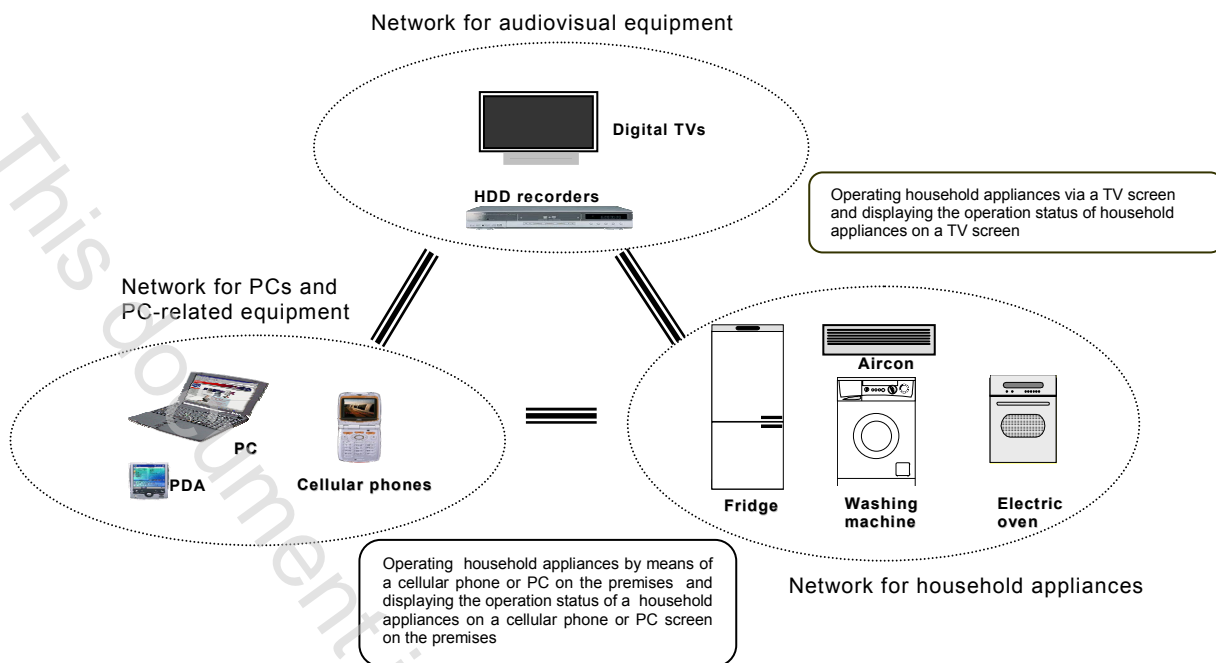 Network for audiovisual equipment
Digital TVs
HDD recorders
Operating household appliances via a TV screen
and displaying the operation status of household
appliances on a TV screen
Network for PCs and
PC-related equipment
PC
PDA
Cellular phones
Aircon
Fridge
Washing
machine
Electric
oven
Network for household appliances
Operating household appliances by means of
a cellular phone or PC on the premises and
displaying the operation status of a household
appliances on a cellular phone or PC screen
on the premises
This document i